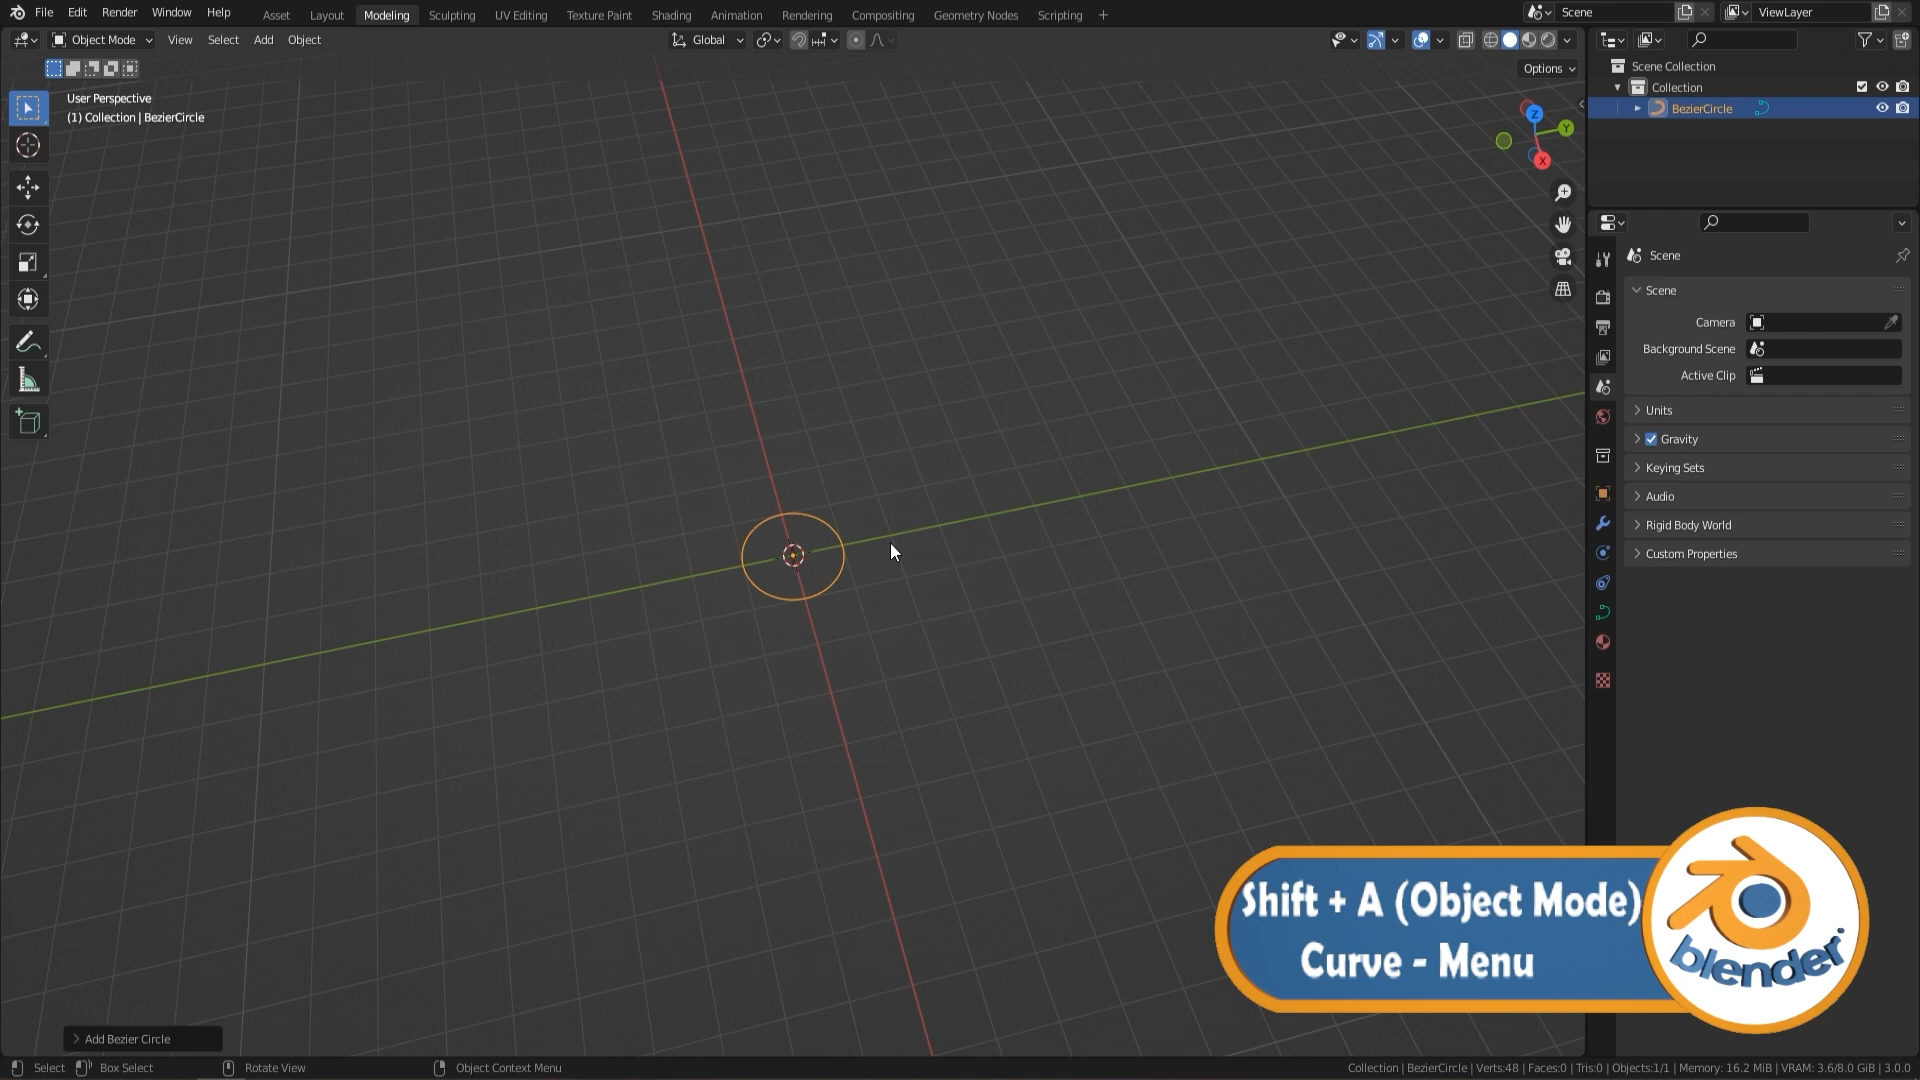 File Edit Render Window Help Asset Layout Modeling Sculpting UV Editing Texture Paint Shading Animation Rendering Compositing Geometry Nodes Scripting + Scene ViewLayer
Object Mode View Select Add Object Global
Options
User Perspective
(1) Collection | BezierCircle
Z
Y
X
Scene Collection
Collection
BezierCircle
Scene
Scene
Camera
Background Scene
Active Clip
Units
Gravity
Keying Sets
Audio
Rigid Body World
Custom Properties
Shift + A (Object Mode)
Curve - Menu
blender
Add Bezier Circle
Select Box Select Rotate View Object Context Menu Collection | BezierCircle | Verts:48 | Faces:0 | Tris:0 | Objects:1/1 | Memory: 16.2 MiB | VRAM: 3.6/8.0 GiB | 3.0.0